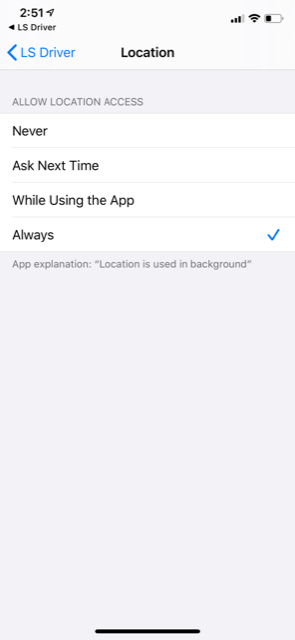 2:51
LS Driver
LS Driver
Location
ALLOW LOCATION ACCESS
Never
Ask Next Time
While Using the App
Always
App explanation: “Location is used in background”